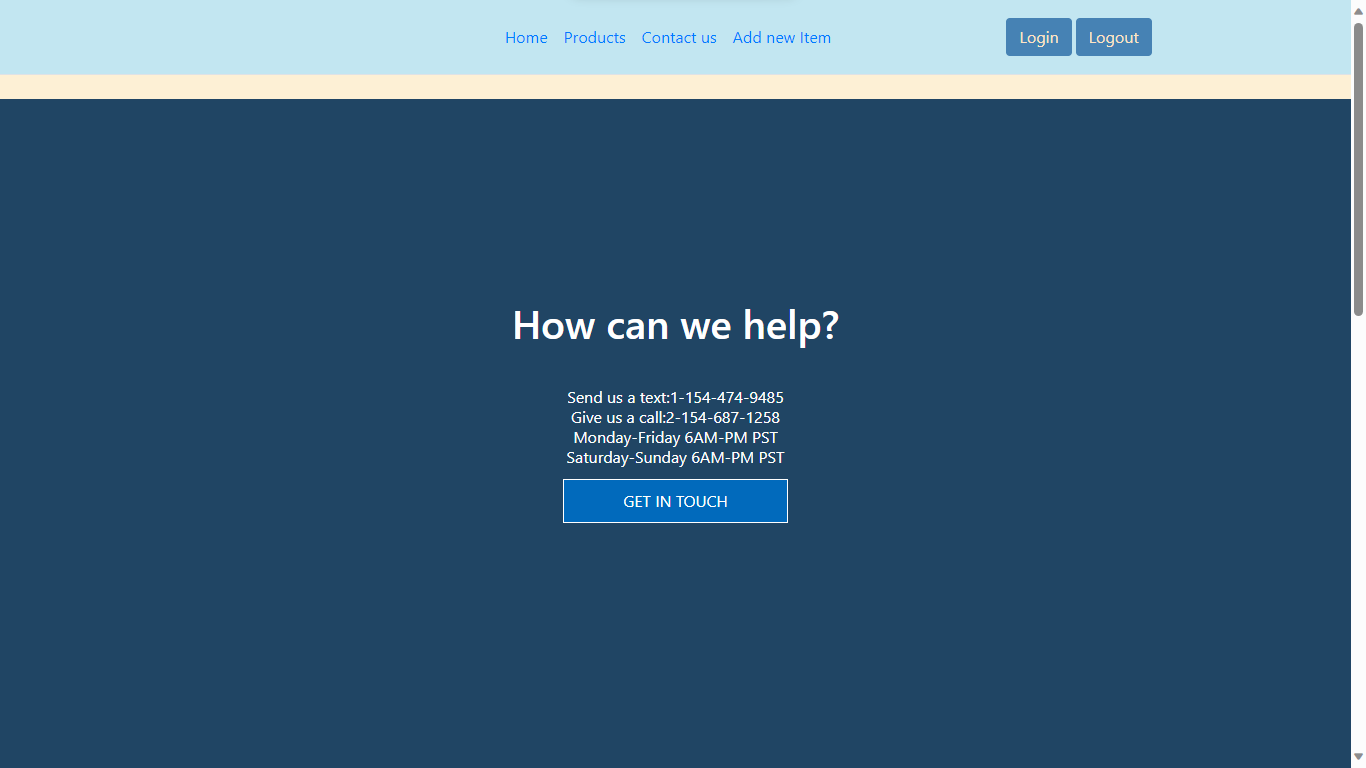 Home Products Contact us Add new Item Login Logout
How can we help?
Send us a text:1-154-474-9485
Give us a call:2-154-687-1258
Monday-Friday 6AM-PM PST
Saturday-Sunday 6AM-PM PST
GET IN TOUCH